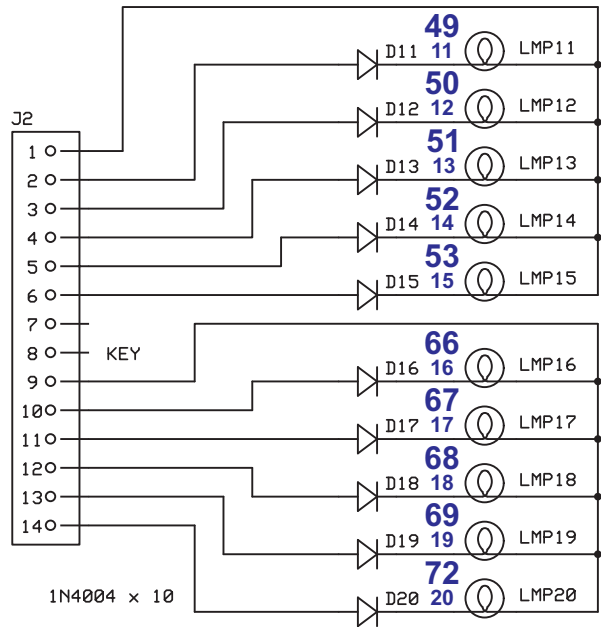 49
D11 11 LMP11
50
D12 12 LMP12
J2
51
1
D13 13 LMP13
2
52
3
D14 14 LMP14
4
53
5
D15 15 LMP15
6
7
66
8 KEY
D16 16 LMP16
9
67
10
D17 17 LMP17
11
68
12
D18 18 LMP18
13
69
14
D19 19 LMP19
72
1N4004 x 10
D20 20 LMP20